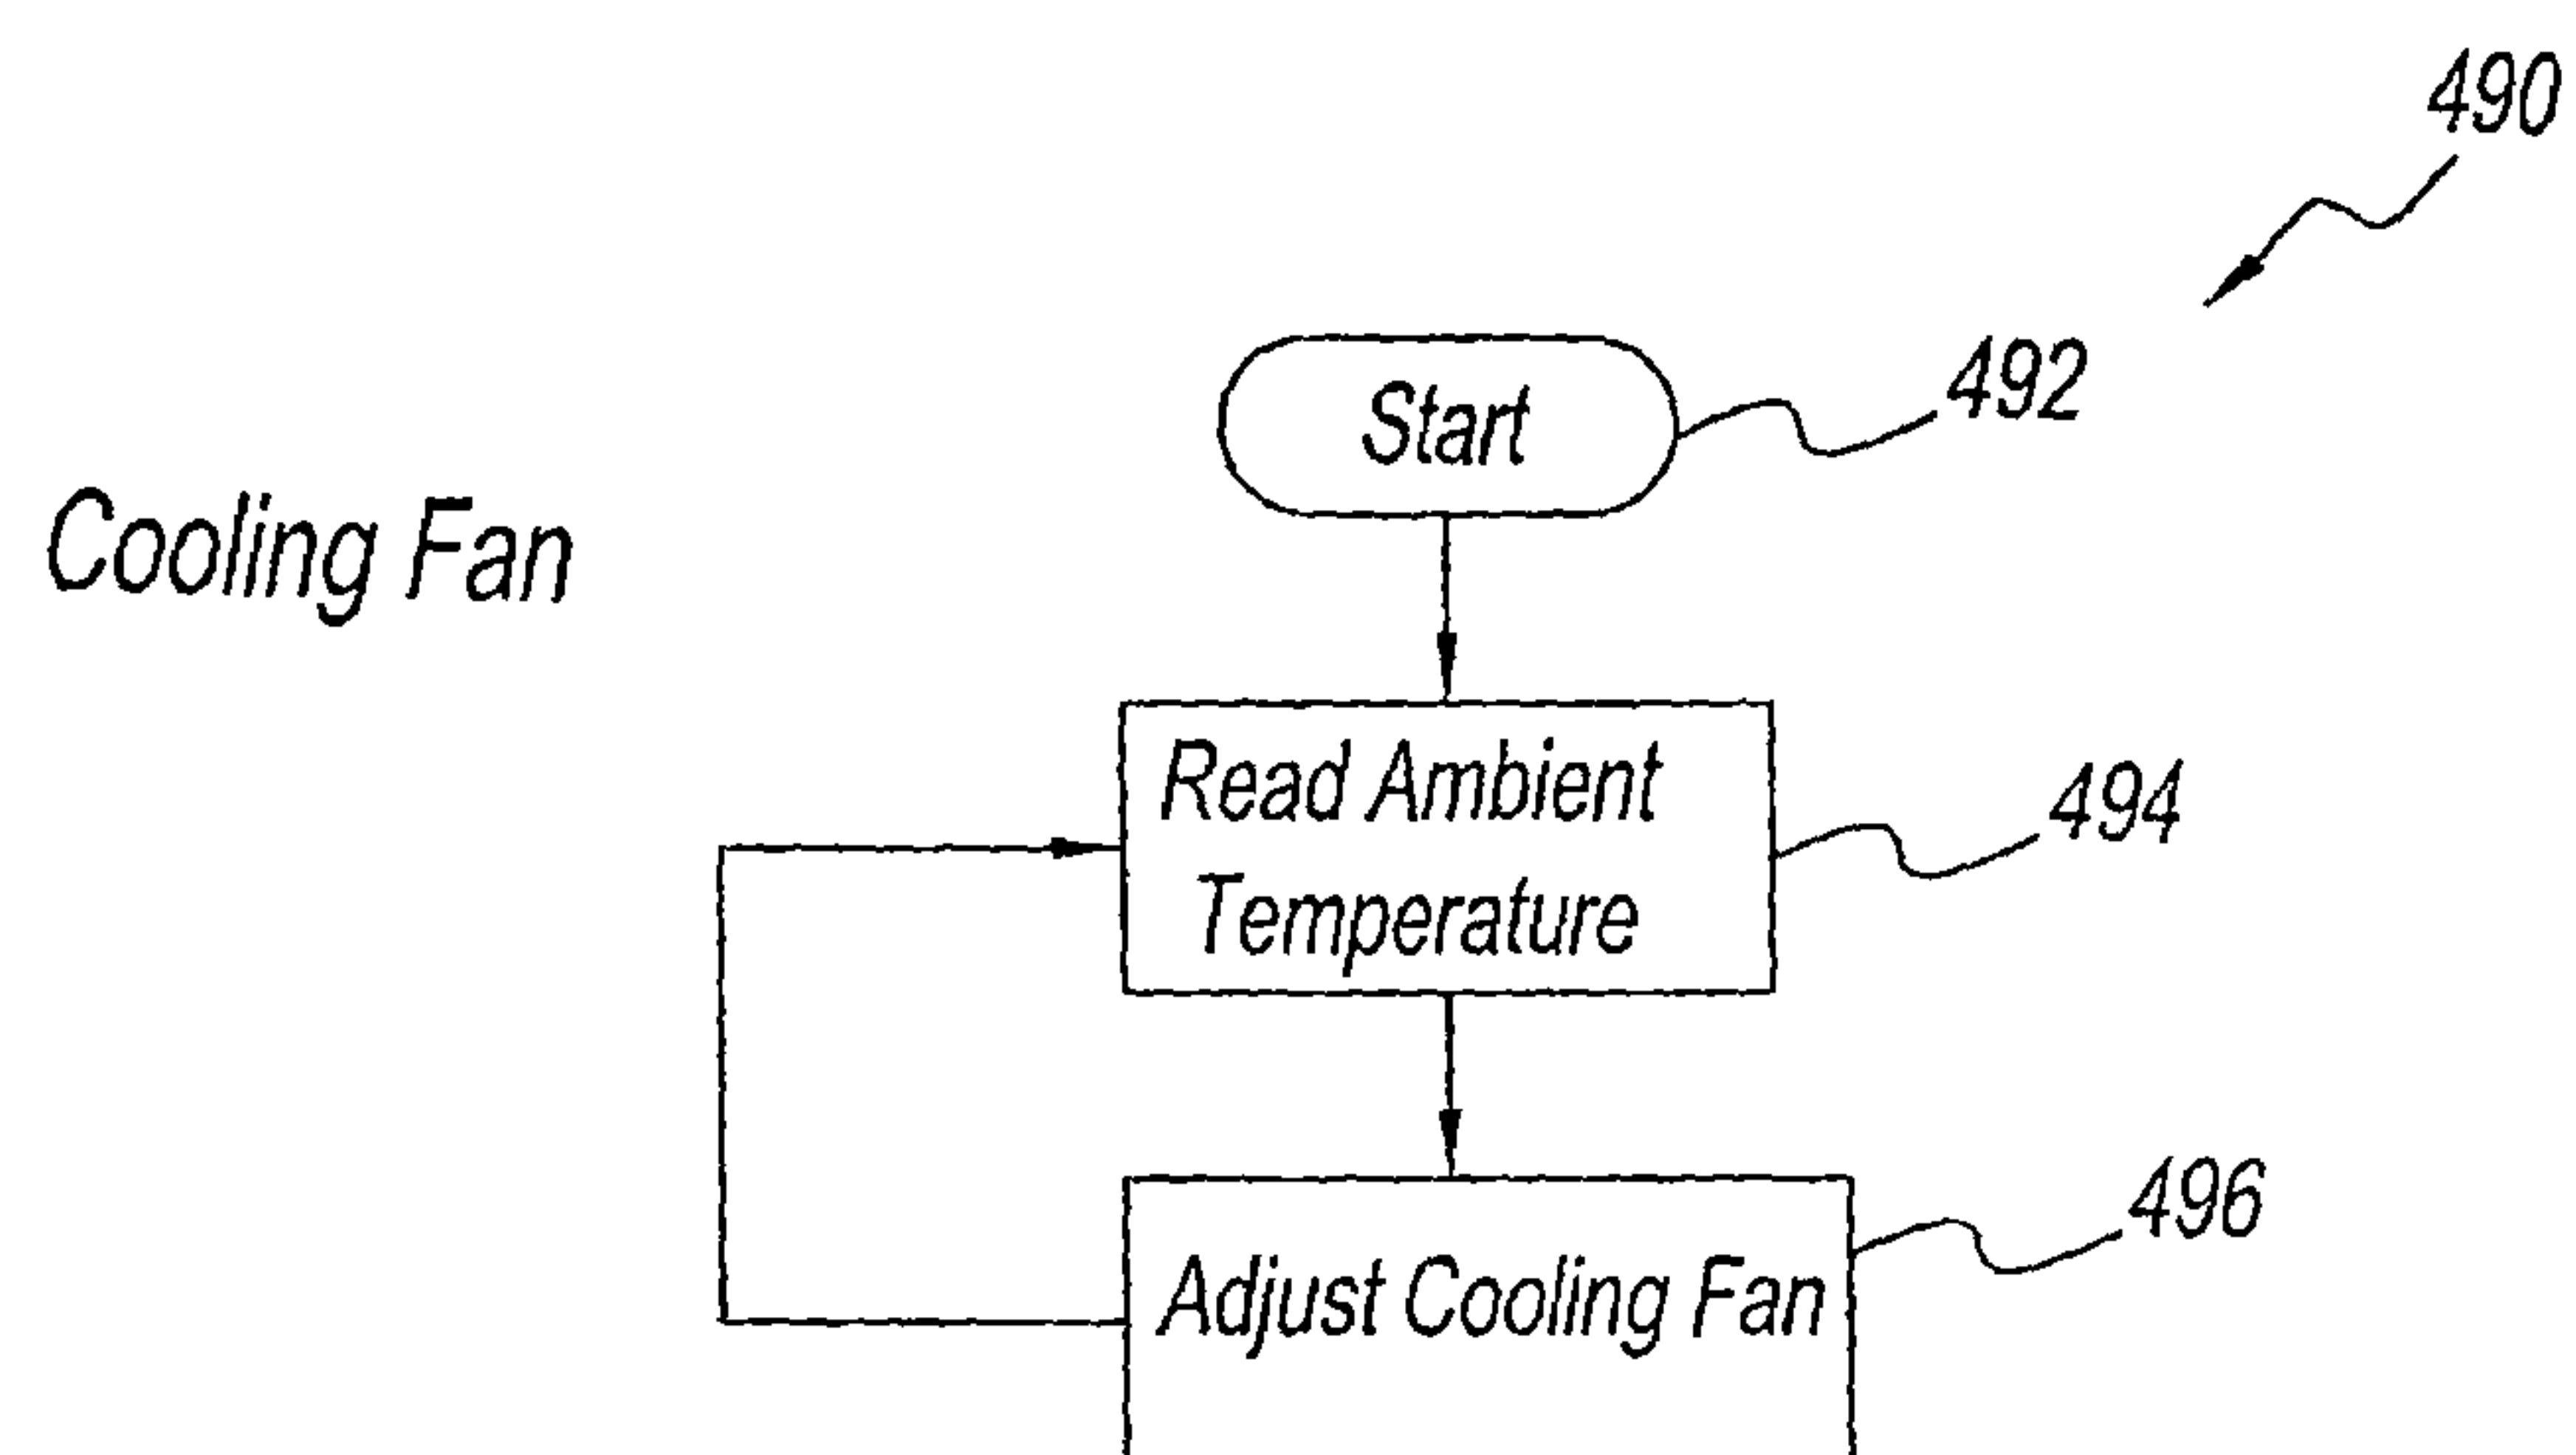 490
Start
492
Cooling Fan
Read Ambient
Temperature
494
Adjust Cooling Fan
496